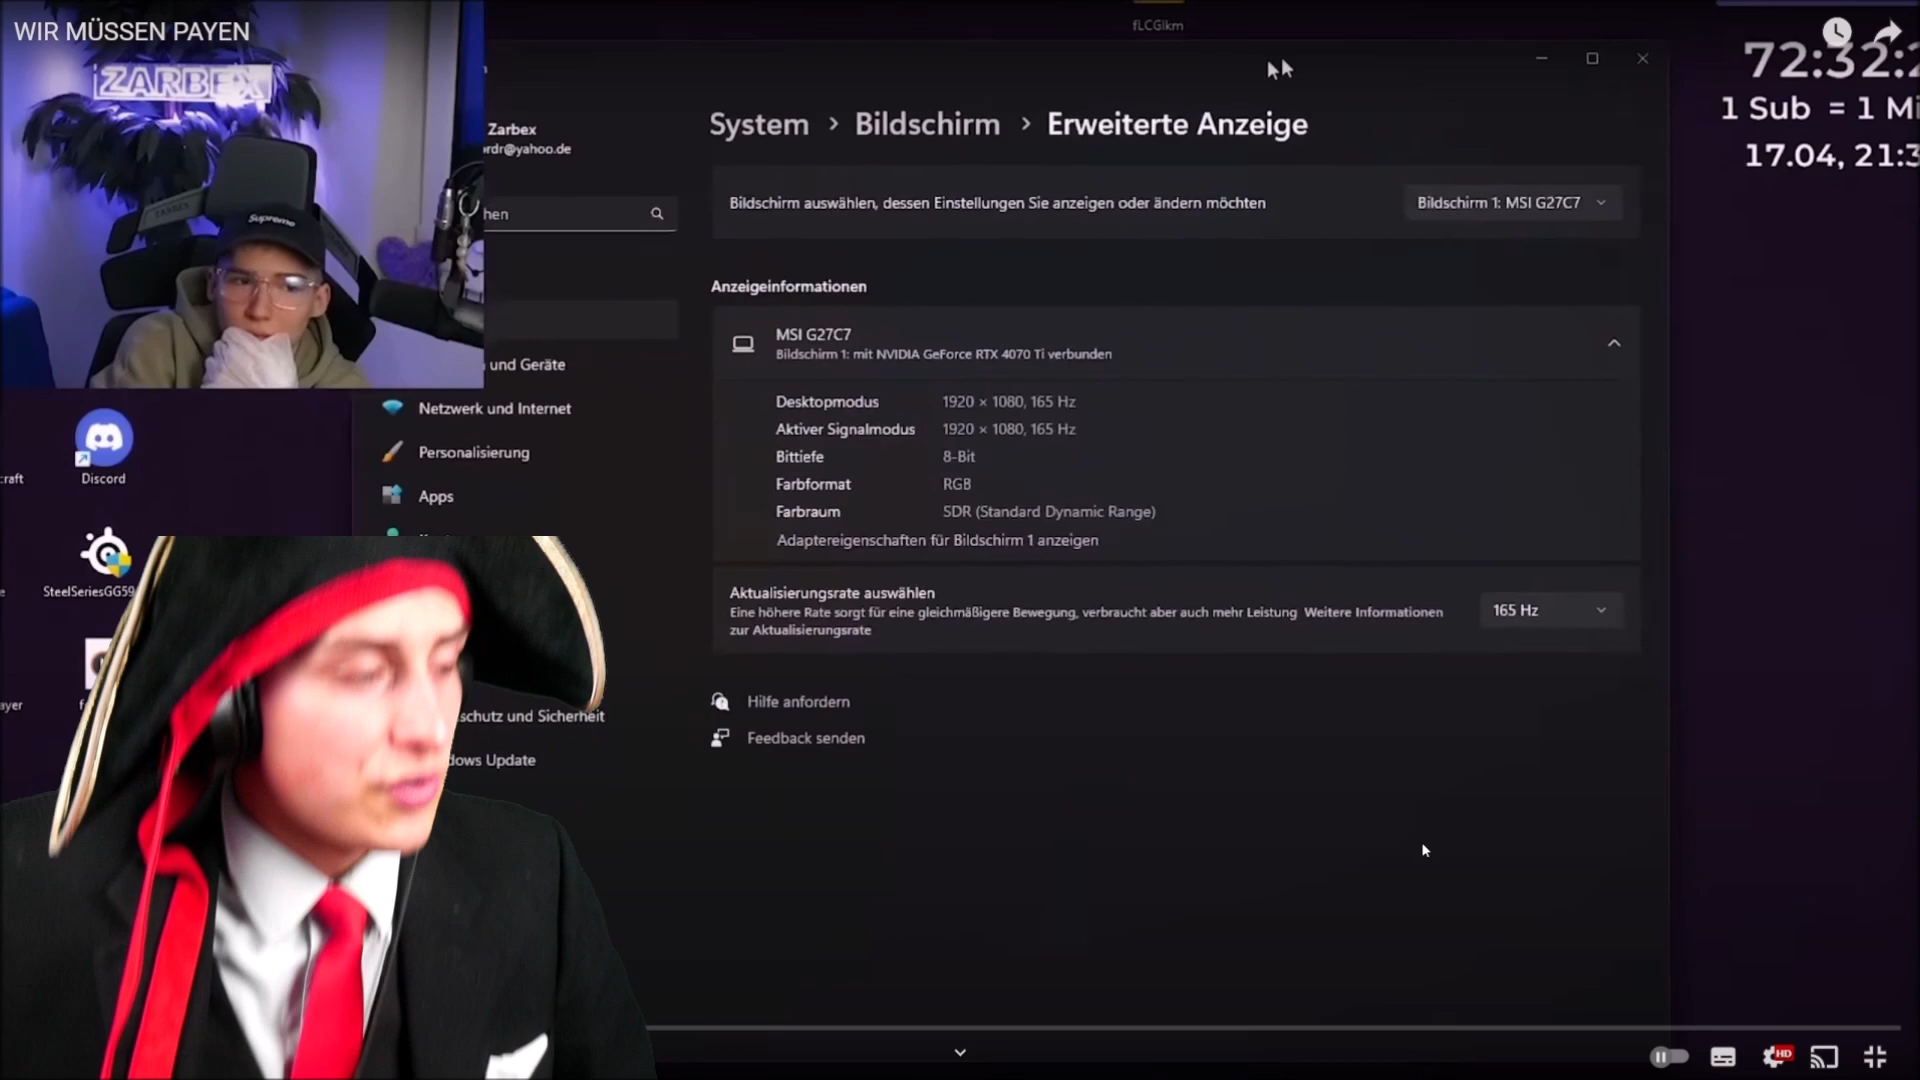 WIR MÜSSEN PAYEN
ZARBEX
ZARBEX
Supreme
fLCGlkm
72:32:2
1 Sub = 1 Mi
17.04, 21:3
Zarbex
rdr@yahoo.de
hen
und Geräte
Netzwerk und Internet
Personalisierung
Apps
schutz und Sicherheit
dows Update
System > Bildschirm > Erweiterte Anzeige
Bildschirm auswählen, dessen Einstellungen Sie anzeigen oder ändern möchten
Bildschirm 1: MSI G27C7
Anzeigeinformationen
MSI G27C7
Bildschirm 1: mit NVIDIA GeForce RTX 4070 Ti verbunden
Desktopmodus 1920 × 1080, 165 Hz
Aktiver Signalmodus 1920 × 1080, 165 Hz
Bittiefe 8-Bit
Farbformat RGB
Farbraum SDR (Standard Dynamic Range)
Adaptereigenschaften für Bildschirm 1 anzeigen
Aktualisierungsrate auswählen
Eine höhere Rate sorgt für eine gleichmäßigere Bewegung, verbraucht aber auch mehr Leistung Weitere Informationen
zur Aktualisierungsrate
165 Hz
Hilfe anfordern
Feedback senden
craft
Discord
SteelSeriesGG59
ayer
HD